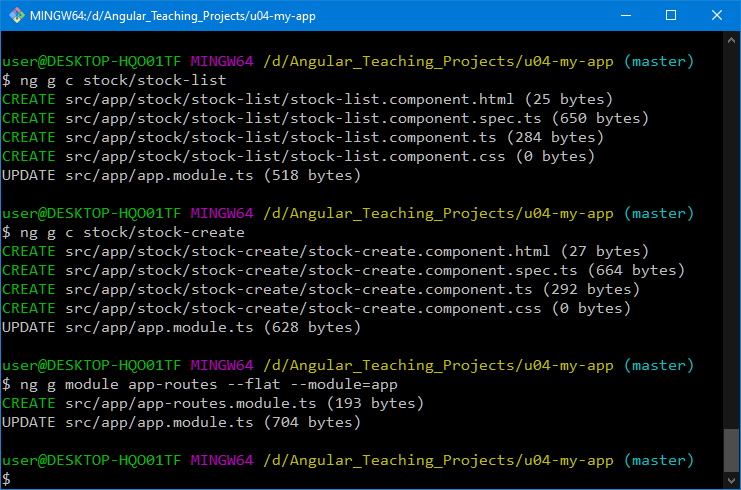 MINGW64:/d/Angular_Teaching_Projects/u04-my-app
user@DESKTOP-HQO01TF MINGW64 /d/Angular_Teaching_Projects/u04-my-app (master)
$ ng g c stock/stock-list
CREATE src/app/stock/stock-list/stock-list.component.html (25 bytes)
CREATE src/app/stock/stock-list/stock-list.component.spec.ts (650 bytes)
CREATE src/app/stock/stock-list/stock-list.component.ts (284 bytes)
CREATE src/app/stock/stock-list/stock-list.component.css (0 bytes)
UPDATE src/app/app.module.ts (518 bytes)
user@DESKTOP-HQO01TF MINGW64 /d/Angular_Teaching_Projects/u04-my-app (master)
$ ng g c stock/stock-create
CREATE src/app/stock/stock-create/stock-create.component.html (27 bytes)
CREATE src/app/stock/stock-create/stock-create.component.spec.ts (664 bytes)
CREATE src/app/stock/stock-create/stock-create.component.ts (292 bytes)
CREATE src/app/stock/stock-create/stock-create.component.css (0 bytes)
UPDATE src/app/app.module.ts (628 bytes)
user@DESKTOP-HQO01TF MINGW64 /d/Angular_Teaching_Projects/u04-my-app (master)
$ ng g module app-routes --flat --module=app
CREATE src/app/app-routes.module.ts (193 bytes)
UPDATE src/app/app.module.ts (704 bytes)
user@DESKTOP-HQO01TF MINGW64 /d/Angular_Teaching_Projects/u04-my-app (master)
$